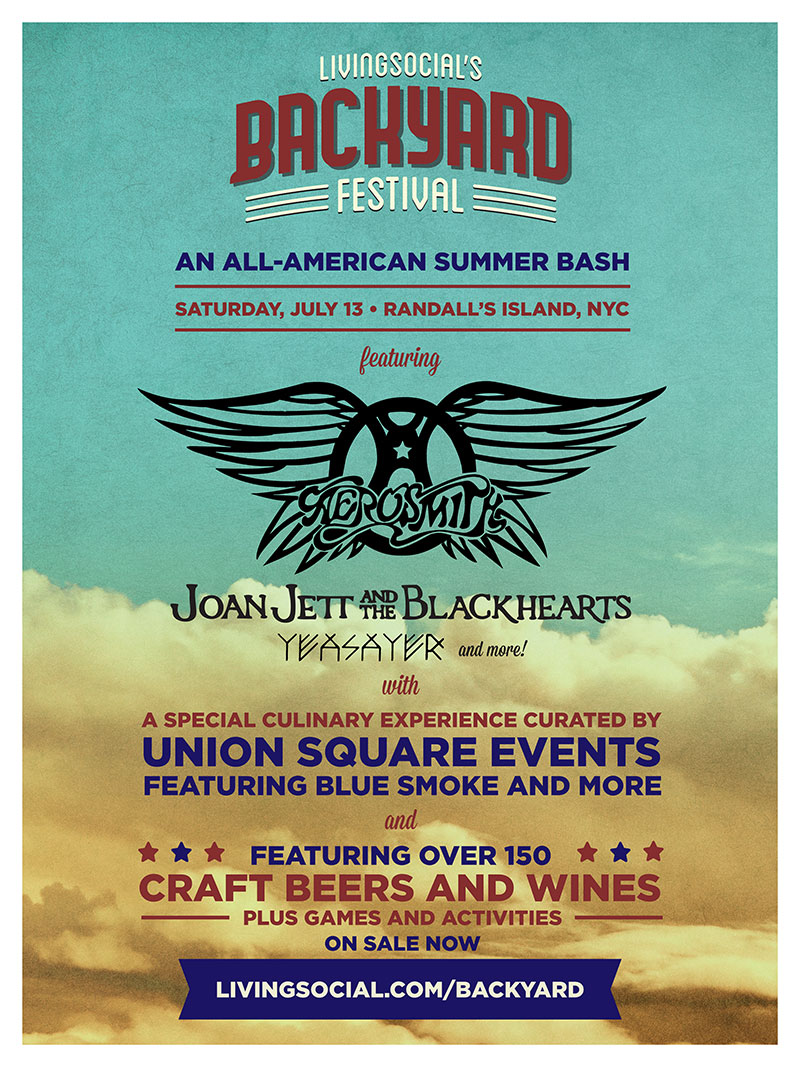 LIVINGSOCIAL'S
BACKYARD
FESTIVAL
AN ALL-AMERICAN SUMMER BASH
SATURDAY, JULY 13 • RANDALL'S ISLAND, NYC
featuring
AEROSMITH
JOAN JETT AND THE BLACKHEARTS
YEASAYER and more!
with
A SPECIAL CULINARY EXPERIENCE CURATED BY
UNION SQUARE EVENTS
FEATURING BLUE SMOKE AND MORE
and
FEATURING OVER 150
CRAFT BEERS AND WINES
PLUS GAMES AND ACTIVITIES
ON SALE NOW
LIVINGSOCIAL.COM/BACKYARD